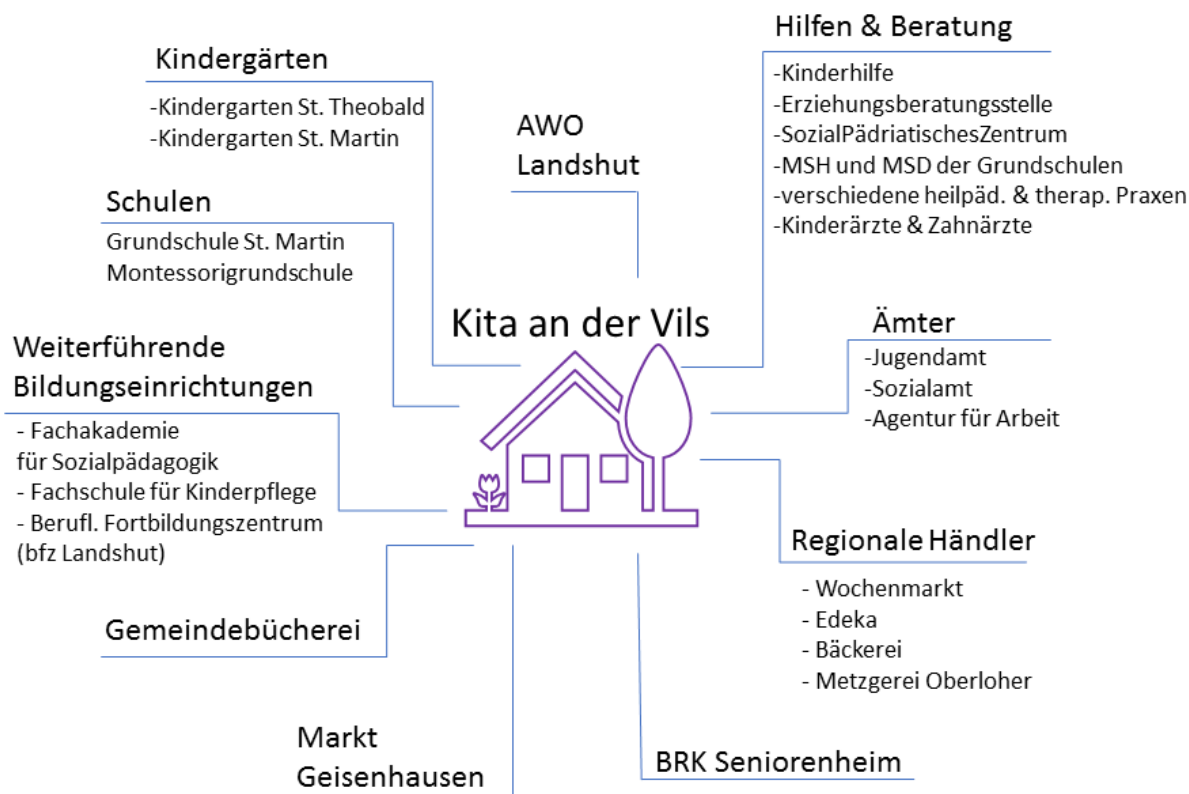 Hilfen & Beratung
-Kinderhilfe
-Erziehungsberatungsstelle
-SozialPädriatischesZentrum
-MSH und MSD der Grundschulen
-verschiedene heilpäd. & therap. Praxen
-Kinderärzte & Zahnärzte
Kindergärten
-Kindergarten St. Theobald
-Kindergarten St. Martin
AWO
Landshut
Schulen
Grundschule St. Martin
Montessorigrundschule
Kita an der Vils
Ämter
-Jugendamt
-Sozialamt
-Agentur für Arbeit
Weiterführende
Bildungseinrichtungen
- Fachakademie
für Sozialpädagogik
- Fachschule für Kinderpflege
- Berufl. Fortbildungszentrum
(bfz Landshut)
Regionale Händler
- Wochenmarkt
- Edeka
- Bäckerei
- Metzgerei Oberloher
Gemeindebücherei
Markt
Geisenhausen
BRK Seniorenheim